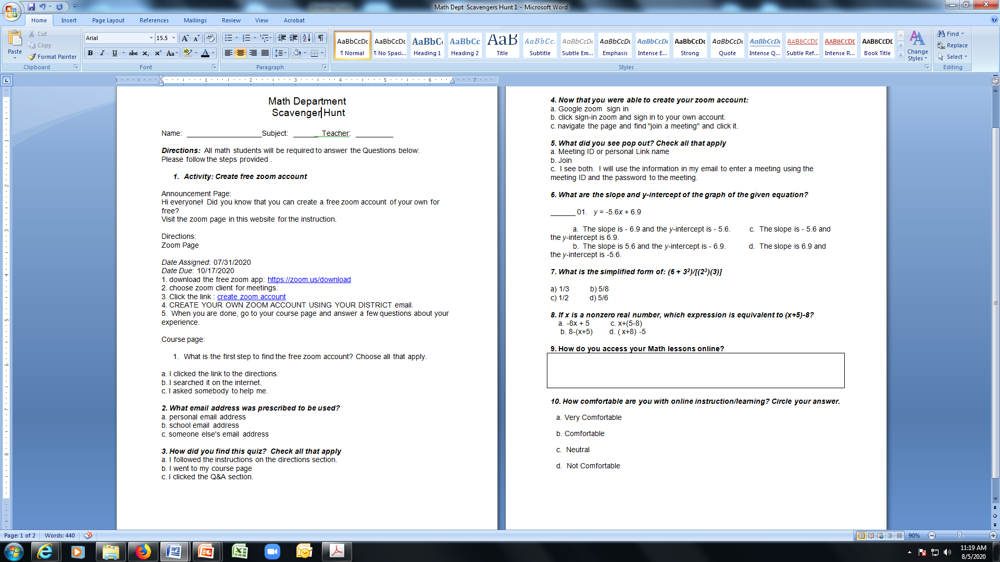 Math Dept  Scavengers Hunt 1 - Microsoft Word
Home Insert Page Layout References Mailings Review View Acrobat
Paste
Cut
Copy
Format Painter
Clipboard
Arial 15.5
Font
Paragraph
AaBbCcDc AaBbCcDc AaBbCc AaBbCc AaB AaBbCc. AaBbCcDc AaBbCcDc AaBbCcDc AaBbCcDc AaBbCcDc AaBbCcDc AABBCCDD AABBCCDD AABBCCDD
¶ Normal ¶ No Spaci... Heading 1 Heading 2 Title Subtitle Subtle Em... Emphasis Intense E... Strong Quote Intense Q... Subtle Ref... Intense R... Book Title
Change Styles
Styles
Find
Replace
Select
Editing
1 1 2 3 4 5 6 7
Math Department
Scavenger Hunt
Name: __________________Subject: ______ Teacher: _________
Directions: All math students will be required to answer the Questions below:
Please follow the steps provided .
1. Activity: Create free zoom account
Announcement Page:
Hi everyone! Did you know that you can create a free zoom account of your own for
free?
Visit the zoom page in this website for the instruction.
Directions:
Zoom Page
Date Assigned: 07/31/2020
Date Due: 10/17/2020
1. download the free zoom app: https://zoom.us/download
2. choose zoom client for meetings.
3. Click the link : create zoom account
4. CREATE YOUR OWN ZOOM ACCOUNT USING YOUR DISTRICT email.
5. When you are done, go to your course page and answer a few questions about your
experience.
Course page:
1. What is the first step to find the free zoom account? Choose all that apply.
a. I clicked the link to the directions.
b. I searched it on the internet.
c. I asked somebody to help me.
2. What email address was prescribed to be used?
a. personal email address
b. school email address
c. someone else's email address
3. How did you find this quiz? Check all that apply
a. I followed the instructions on the directions section.
b. I went to my course page
c. I clicked the Q&A section.
4. Now that you were able to create your zoom account:
a. Google zoom sign in
b. click sign-in zoom and sign in to your own account.
c. navigate the page and find "join a meeting" and click it.
5. What did you see pop out? Check all that apply
a. Meeting ID or personal Link name
b. Join
c. I see both. I will use the information in my email to enter a meeting using the
meeting ID and the password to the meeting.
6. What are the slope and y-intercept of the graph of the given equation?
______ 01. y = -5.6x + 6.9
a. The slope is - 6.9 and the y-intercept is - 5.6. c. The slope is - 5.6 and
the y-intercept is 6.9.
b. The slope is 5.6 and the y-intercept is - 6.9. d. The slope is 6.9 and
the y-intercept is -5.6.
7. What is the simplified form of: (6 + 3²)/[(2³)(3)]
a) 1/3 b) 5/8
c) 1/2 d) 5/6
8. If x is a nonzero real number, which expression is equivalent to (x+5)-8?
a. -8x + 5 c. x+(5-8)
b. 8-(x+5) d. ( x+8) -5
9. How do you access your Math lessons online?
10. How comfortable are you with online instruction/learning? Circle your answer.
a. Very Comfortable
b. Comfortable
c. Neutral
d. Not Comfortable
Page: 1 of 2 Words: 440 90%
11:19 AM
8/5/2020